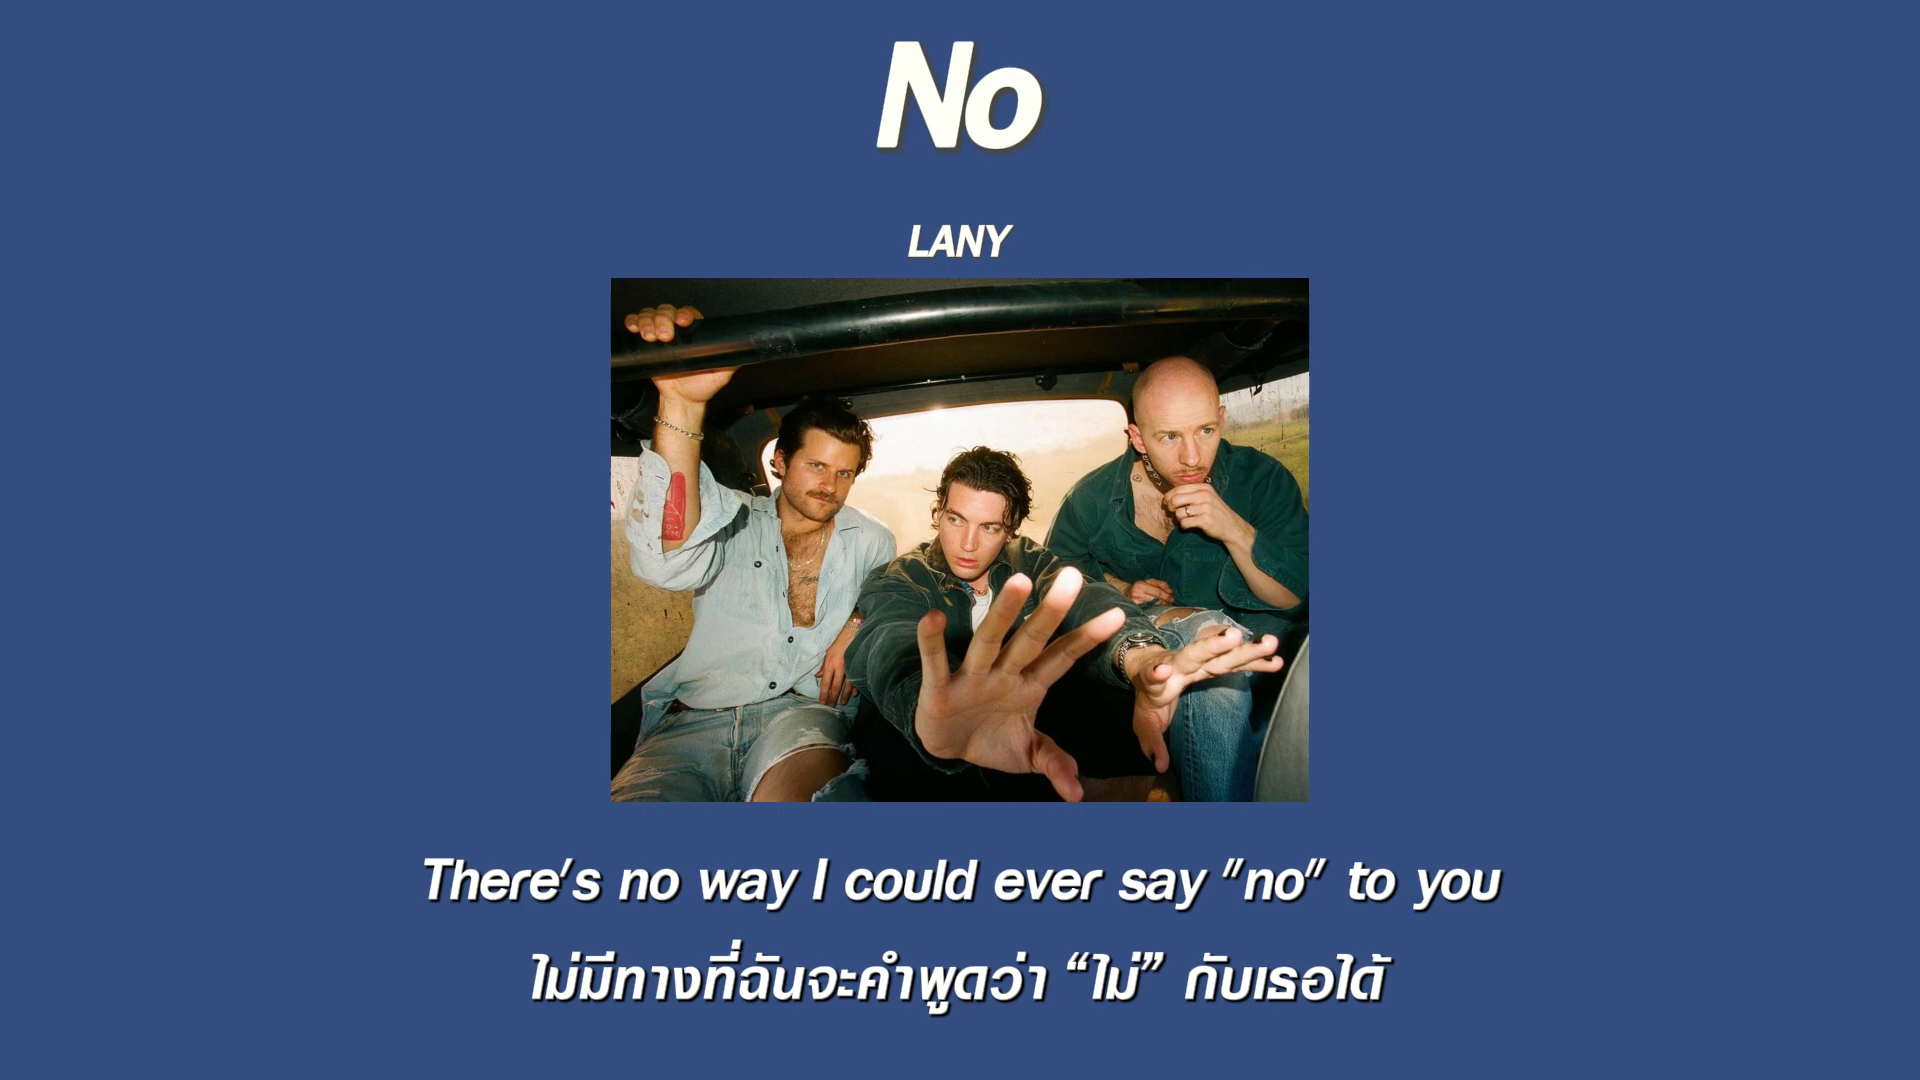 No
LANY
There's no way I could ever say "no" to you
ไม่มีทางที่ฉันจะคำพูดว่า “ไม่” กับเธอได้